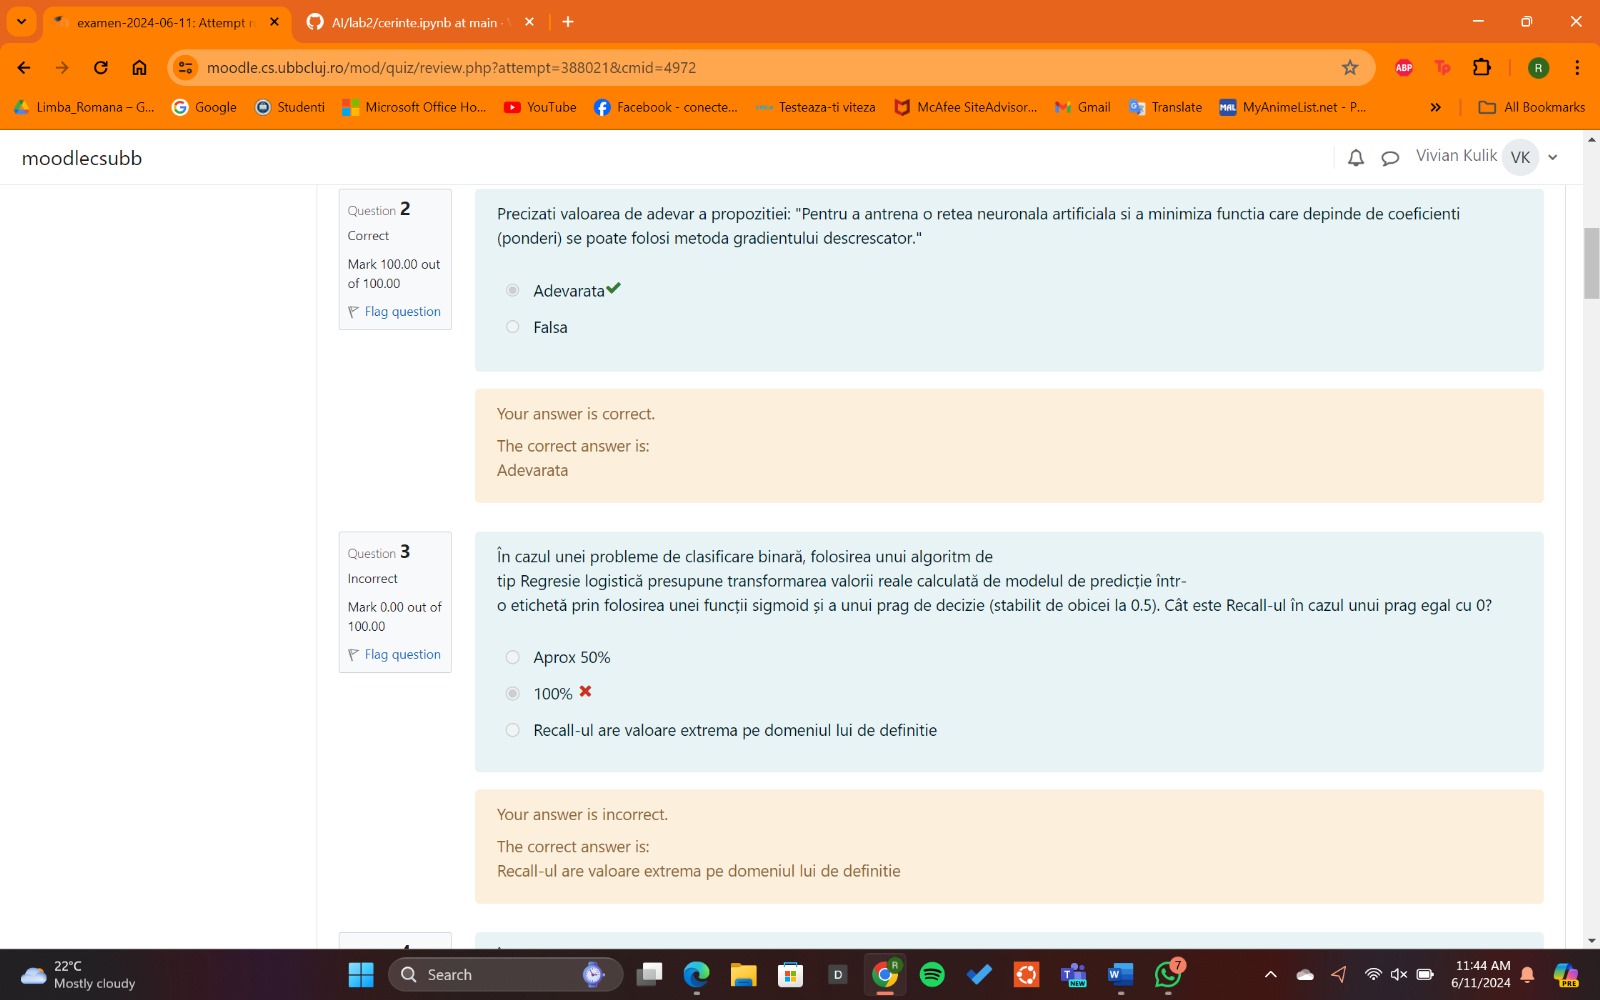 examen-2024-06-11: Attempt r
AI/lab2/cerinte.ipynb at main ·
moodle.cs.ubbcluj.ro/mod/quiz/review.php?attempt=388021&cmid=4972
ABP
Tp
R
Limba_Romana – G...
Google
Studenti
Microsoft Office Ho...
YouTube
Facebook - conecte...
Testeaza-ti viteza
McAfee SiteAdvisor...
Gmail
Translate
MAL
MyAnimeList.net - P...
»
All Bookmarks
moodlecsubb
Vivian Kulik
VK
Question 2
Correct
Mark 100.00 out
of 100.00
Flag question
Precizati valoarea de adevar a propozitiei: "Pentru a antrena o retea neuronala artificiala si a minimiza functia care depinde de coeficienti
(ponderi) se poate folosi metoda gradientului descrescator."
Adevarata
Falsa
Your answer is correct.
The correct answer is:
Adevarata
Question 3
Incorrect
Mark 0.00 out of
100.00
Flag question
În cazul unei probleme de clasificare binară, folosirea unui algoritm de
tip Regresie logistică presupune transformarea valorii reale calculată de modelul de predicție într-
o etichetă prin folosirea unei funcții sigmoid și a unui prag de decizie (stabilit de obicei la 0.5). Cât este Recall-ul în cazul unui prag egal cu 0?
Aprox 50%
100%
Recall-ul are valoare extrema pe domeniul lui de definitie
Your answer is incorrect.
The correct answer is:
Recall-ul are valoare extrema pe domeniul lui de definitie
22°C
Mostly cloudy
Search
D
R
NEW
7
11:44 AM
6/11/2024
PRE